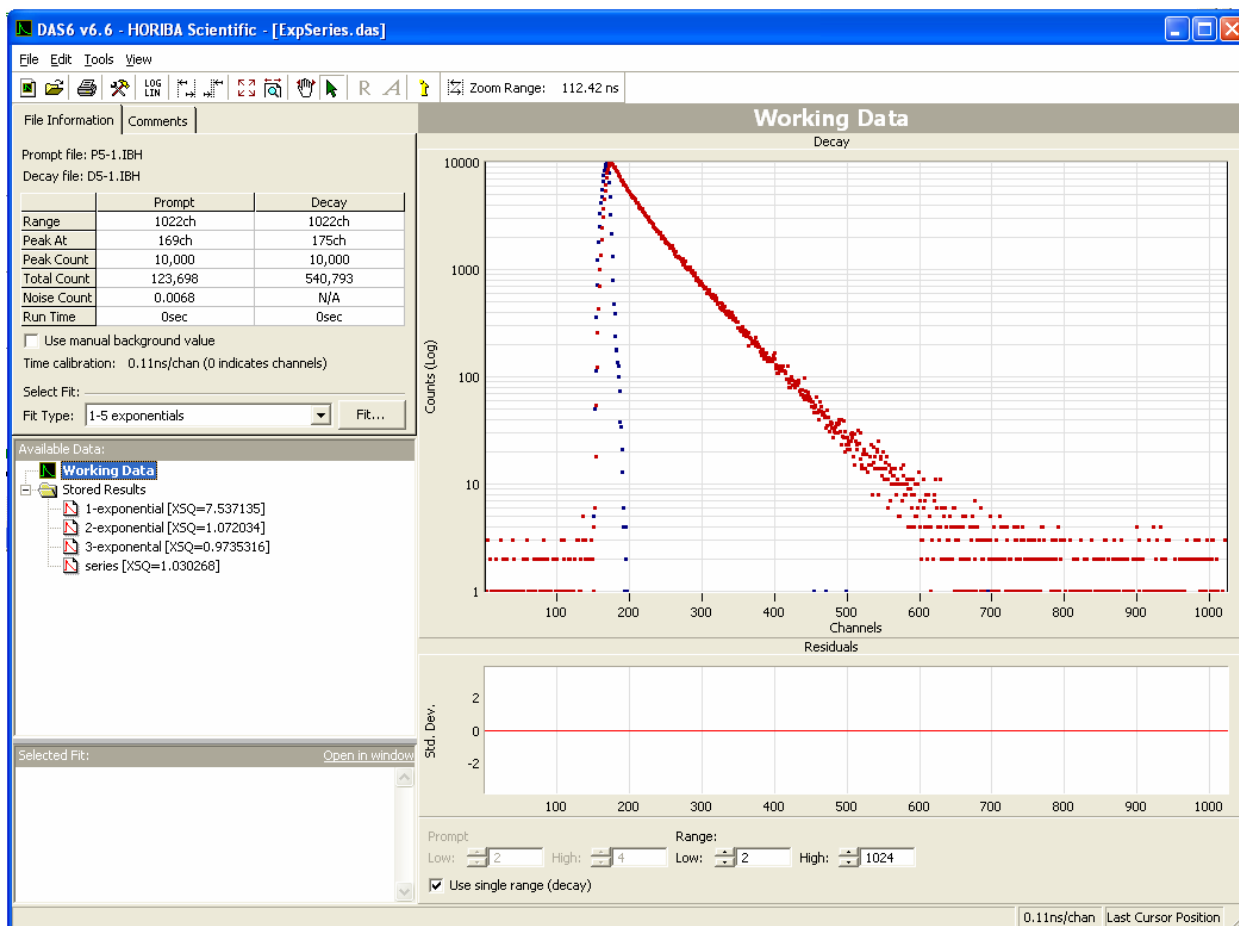 DAS6 v6.6 - HORIBA Scientific - [ExpSeries.das]
File Edit Tools View
LOG LIN R A Zoom Range: 112.42 ns
File Information Comments
Prompt file: P5-1.IBH
Decay file: D5-1.IBH
Prompt Decay
Range 1022ch 1022ch
Peak At 169ch 175ch
Peak Count 10,000 10,000
Total Count 123,698 540,793
Noise Count 0.0068 N/A
Run Time 0sec 0sec
Use manual background value
Time calibration: 0.11ns/chan (0 indicates channels)
Select Fit:
Fit Type: 1-5 exponentials Fit...
Available Data:
Working Data
Stored Results
1-exponential [XSQ=7.537135]
2-exponential [XSQ=1.072034]
3-exponental [XSQ=0.9735316]
series [XSQ=1.030268]
Selected Fit: Open in window
Working Data
Decay
10000
1000
100
10
1
Counts (Log)
100 200 300 400 500 600 700 800 900 1000
Channels
Residuals
2
0
-2
Std. Dev.
100 200 300 400 500 600 700 800 900 1000
Prompt Range:
Low: 2 High: 4 Low: 2 High: 1024
Use single range (decay)
0.11ns/chan Last Cursor Position